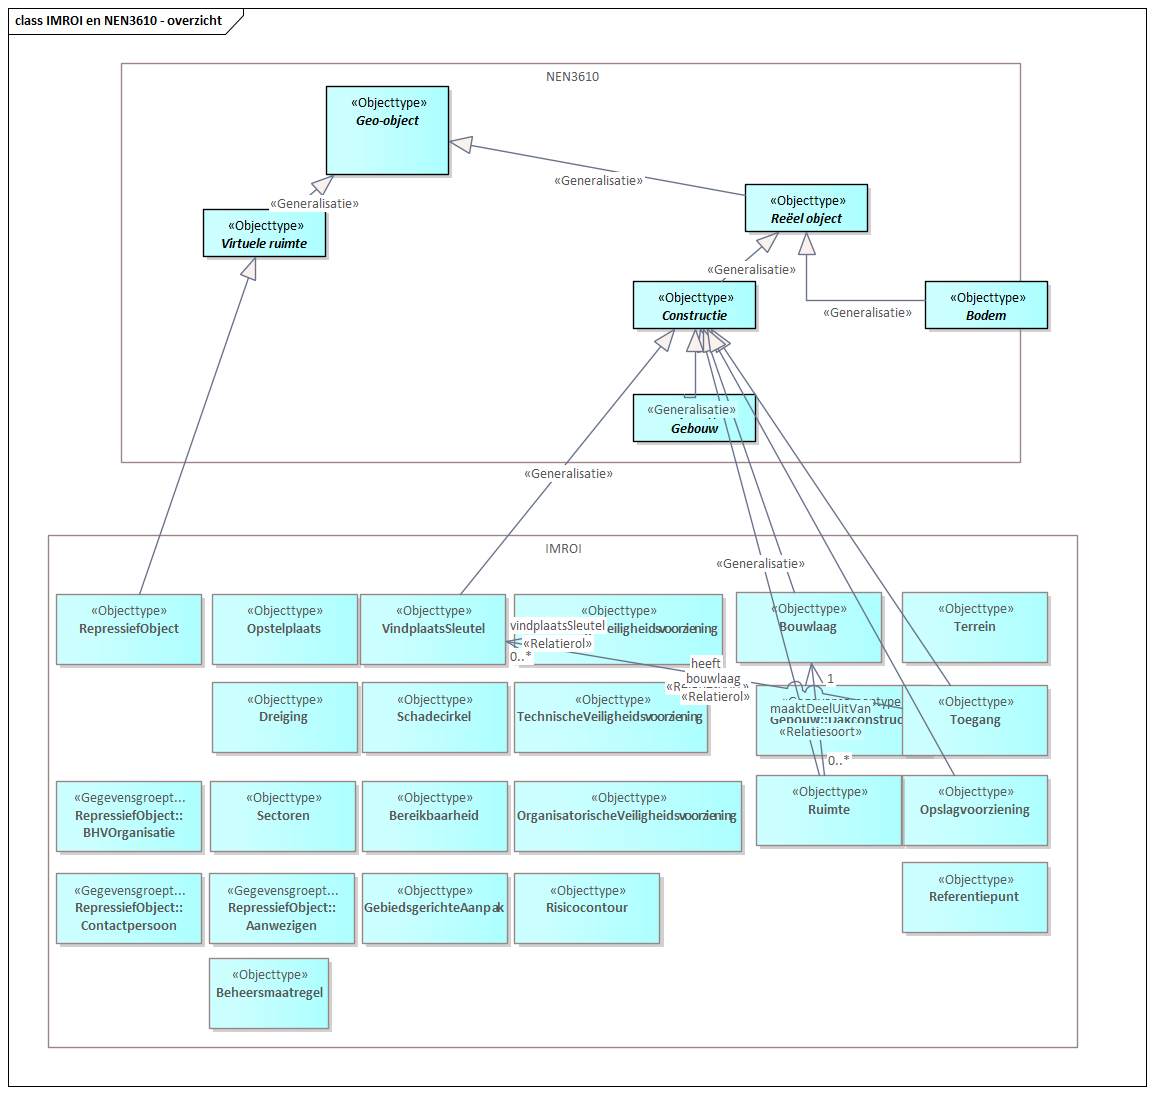 class IMROI en NEN3610 - overzicht
NEN3610
«Objecttype»
Geo-object
«Generalisatie»
«Generalisatie»
«Objecttype»
Reëel object
«Objecttype»
Virtuele ruimte
«Generalisatie»
«Objecttype»
Constructie
«Objecttype»
Bodem
«Generalisatie»
«Generalisatie»
Gebouw
«Generalisatie»
IMROI
«Generalisatie»
«Objecttype»
RepressiefObject
«Objecttype»
Opstelplaats
«Objecttype»
VindplaatsSleutel
«Objecttype»
eiligheidsvoorziening
«Objecttype»
Bouwlaag
«Objecttype»
Terrein
vindplaatsSleutel
«Relatierol»
0..*
heeft
bouwlaag
«Relatierol»
1
«Objecttype»
Dreiging
«Objecttype»
Schadecirkel
«Objecttype»
TechnischeVeiligheidsvoorziening
maaktDeelUitVan
Gebouw::Dakconstruc
«Relatiesoort»
0..*
«Objecttype»
Toegang
«Gegevensgroept...
RepressiefObject::
BHVOrganisatie
«Objecttype»
Sectoren
«Objecttype»
Bereikbaarheid
«Objecttype»
OrganisatorischeVeiligheidsvoorziening
«Objecttype»
Ruimte
«Objecttype»
Opslagvoorziening
«Gegevensgroept...
RepressiefObject::
Contactpersoon
«Gegevensgroept...
RepressiefObject::
Aanwezigen
«Objecttype»
GebiedsgerichteAanpak
«Objecttype»
Risicocontour
«Objecttype»
Referentiepunt
«Objecttype»
Beheersmaatregel